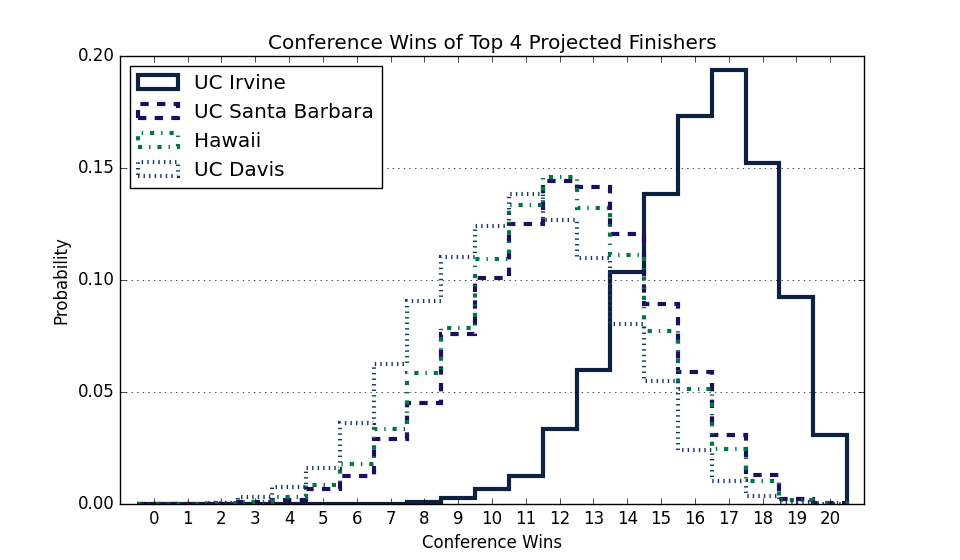 Conference Wins of Top 4 Projected Finishers
0.20
UC Irvine
UC Santa Barbara
Hawaii
UC Davis
0.15
Probability
0.10
0.05
0.00
0 1 2 3 4 5 6 7 8 9 10 11 12 13 14 15 16 17 18 19 20
Conference Wins